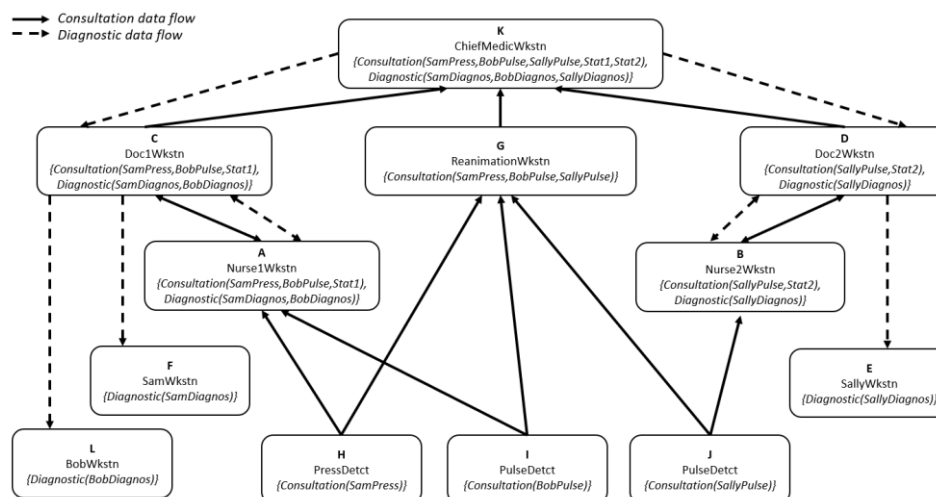 Consultation data flow
Diagnostic data flow
K
ChiefMedicWkstn
{Consultation(SamPress,BobPulse,SallyPulse,Stat1,Stat2),
Diagnostic(SamDiagnos,BobDiagnos,SallyDiagnos)}
C
Doc1Wkstn
{Consultation(SamPress,BobPulse,Stat1),
Diagnostic(SamDiagnos,BobDiagnos)}
G
ReanimationWkstn
{Consultation(SamPress,BobPulse,SallyPulse)}
D
Doc2Wkstn
{Consultation(SallyPulse,Stat2),
Diagnostic(SallyDiagnos)}
A
Nurse1Wkstn
{Consultation(SamPress,BobPulse,Stat1),
Diagnostic(SamDiagnos,BobDiagnos)}
B
Nurse2Wkstn
{Consultation(SallyPulse,Stat2),
Diagnostic(SallyDiagnos)}
F
SamWkstn
{Diagnostic(SamDiagnos)}
E
SallyWkstn
{Diagnostic(SallyDiagnos)}
L
BobWkstn
{Diagnostic(BobDiagnos)}
H
PressDetct
{Consultation(SamPress)}
I
PulseDetct
{Consultation(BobPulse)}
J
PulseDetct
{Consultation(SallyPulse)}